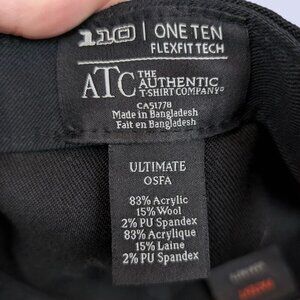 110 | ONE TEN
FLEXFIT TECH
ATC THE
AUTHENTIC
T-SHIRT COMPANY®
CA51778
Made in Bangladesh
Fait en Bangladesh
ULTIMATE
OSFA
83% Acrylic
15% Wool
2% PU Spandex
83% Acrylique
15% Laine
2% PU Spandex